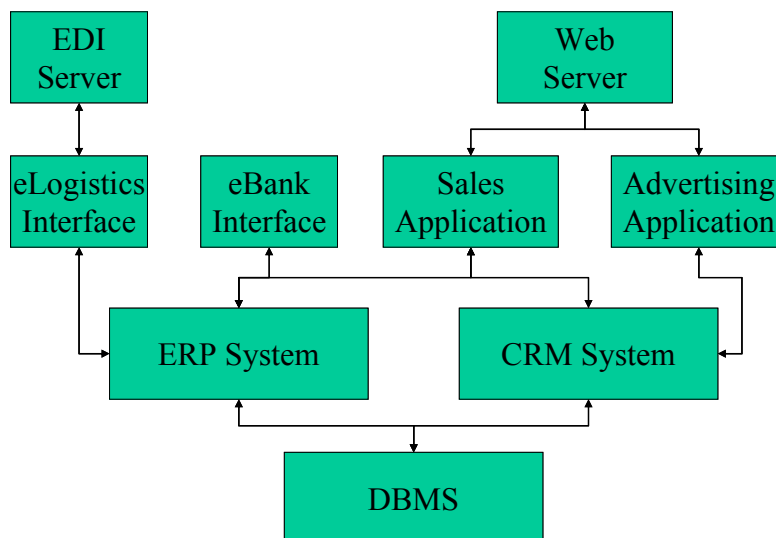 EDI
Server
Web
Server
eLogistics
Interface
eBank
Interface
Sales
Application
Advertising
Application
ERP System
CRM System
DBMS